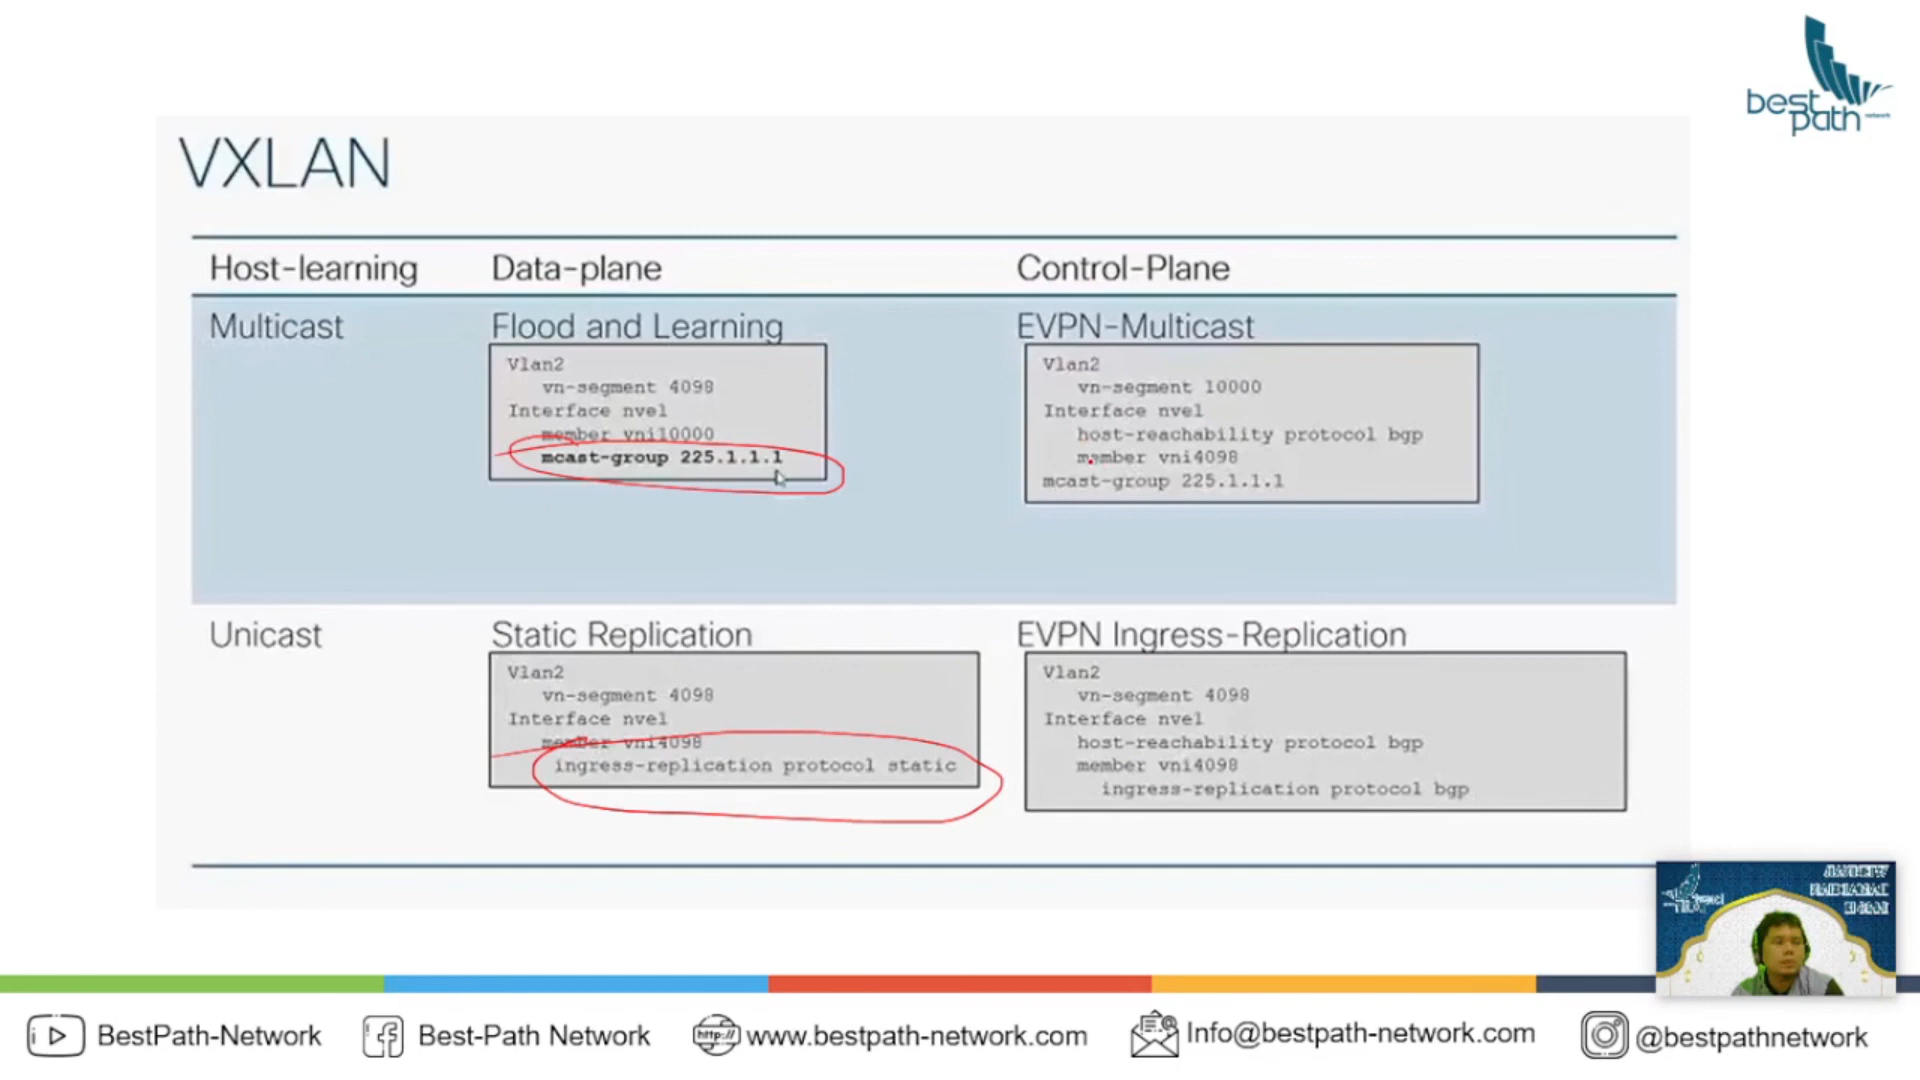 best
path
network
VXLAN
Host-learning Data-plane Control-Plane
Multicast Flood and Learning EVPN-Multicast
Vlan2
vn-segment 4098
Interface nve1
member vni10000
mcast-group 225.1.1.1
Vlan2
vn-segment 10000
Interface nve1
host-reachability protocol bgp
member vni4098
mcast-group 225.1.1.1
Unicast Static Replication EVPN Ingress-Replication
Vlan2
vn-segment 4098
Interface nve1
member vni4098
ingress-replication protocol static
Vlan2
vn-segment 4098
Interface nve1
host-reachability protocol bgp
member vni4098
ingress-replication protocol bgp
BestPath-Network Best-Path Network http:// www.bestpath-network.com Info@bestpath-network.com @bestpathnetwork